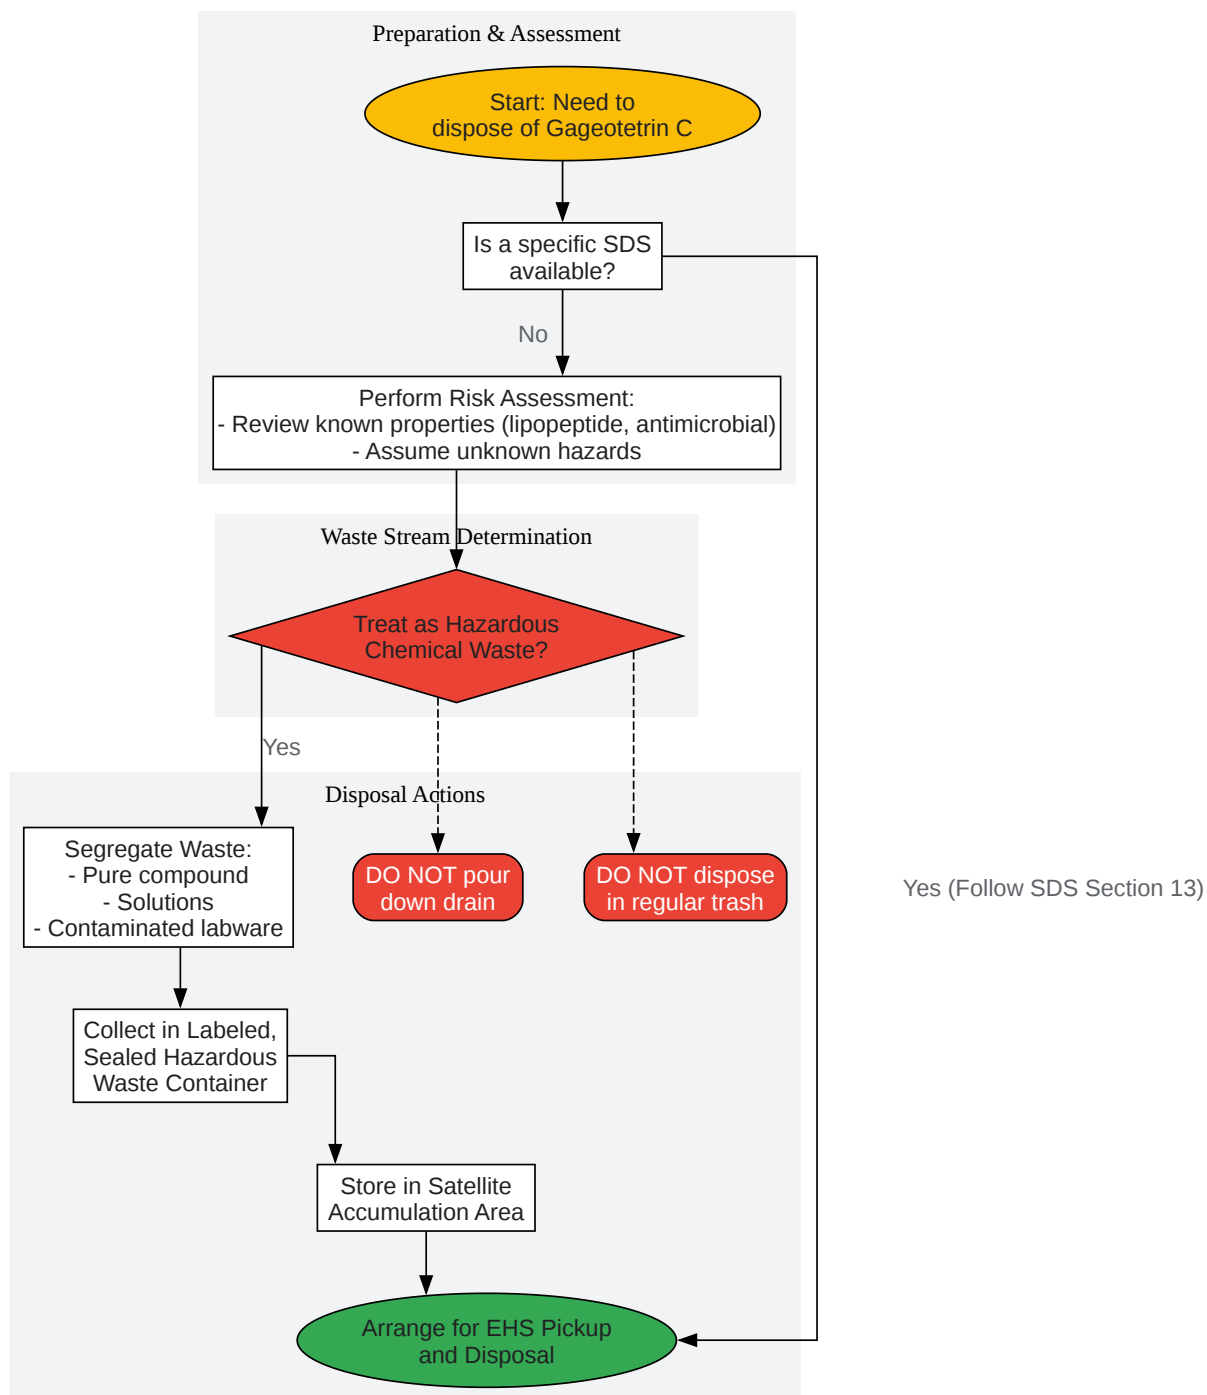 Preparation & Assessment
Start: Need to
dispose of Gageotetrin C
Is a specific SDS
available?
No
Perform Risk Assessment:
- Review known properties (lipopeptide, antimicrobial)
- Assume unknown hazards
Waste Stream Determination
Treat as Hazardous
Chemical Waste?
Yes
Disposal Actions
Segregate Waste:
- Pure compound
- Solutions
- Contaminated labware
DO NOT pour
down drain
DO NOT dispose
in regular trash
Yes (Follow SDS Section 13)
Collect in Labeled,
Sealed Hazardous
Waste Container
Store in Satellite
Accumulation Area
Arrange for EHS Pickup
and Disposal